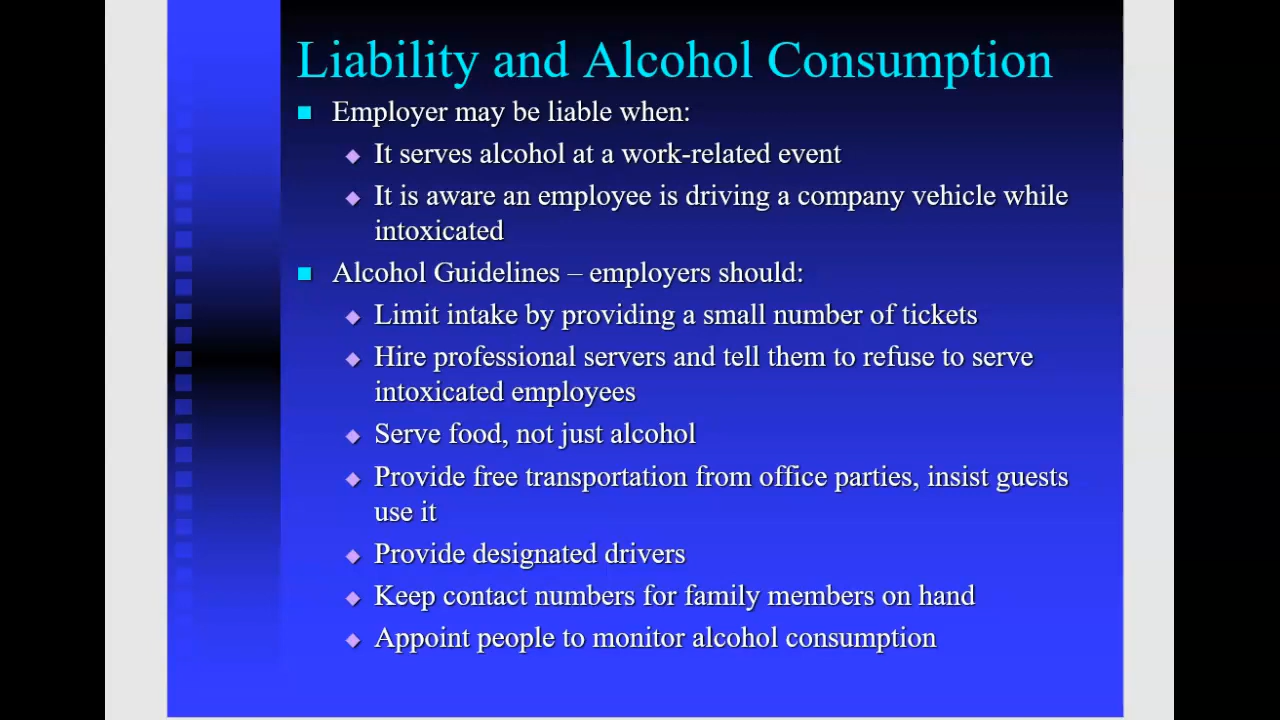 Liability and Alcohol Consumption
Employer may be liable when:
It serves alcohol at a work-related event
It is aware an employee is driving a company vehicle while
intoxicated
Alcohol Guidelines – employers should:
Limit intake by providing a small number of tickets
Hire professional servers and tell them to refuse to serve
intoxicated employees
Serve food, not just alcohol
Provide free transportation from office parties, insist guests
use it
Provide designated drivers
Keep contact numbers for family members on hand
Appoint people to monitor alcohol consumption